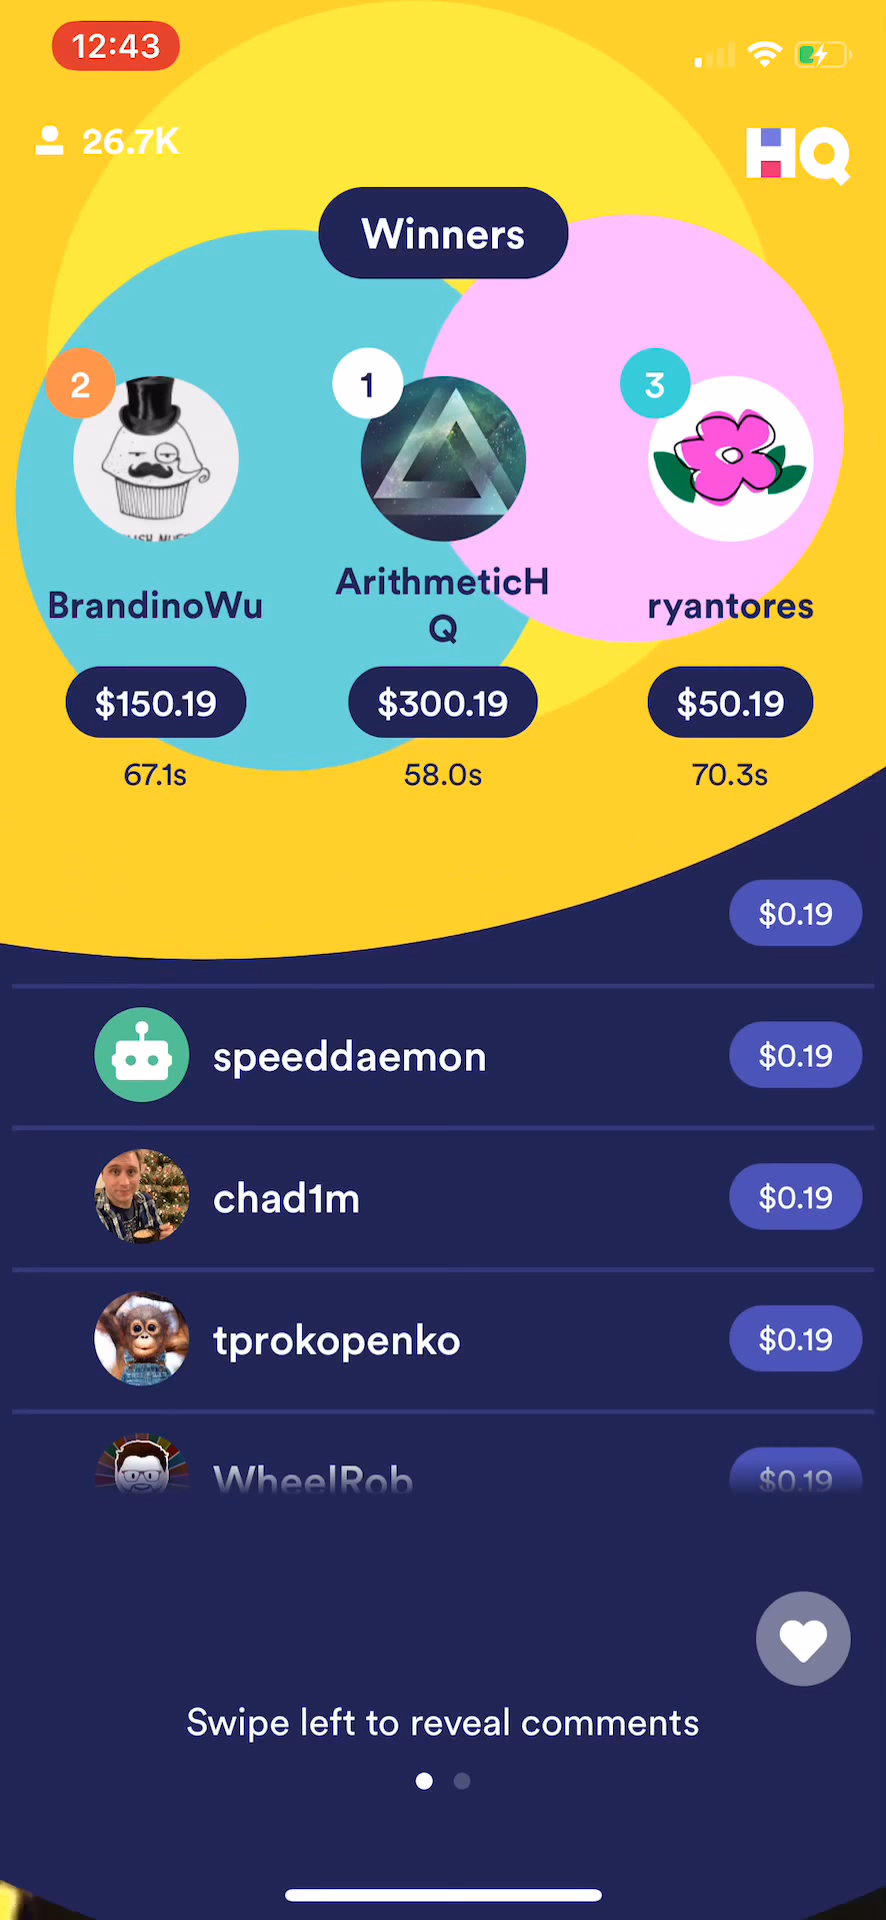 12:43
26.7K
HQ
Winners
2
1
3
BrandinoWu
ArithmeticH
Q
ryantores
$150.19
$300.19
$50.19
67.1s
58.0s
70.3s
$0.19
speeddaemon
$0.19
chad1m
$0.19
tprokopenko
$0.19
WheelRob
$0.19
Swipe left to reveal comments